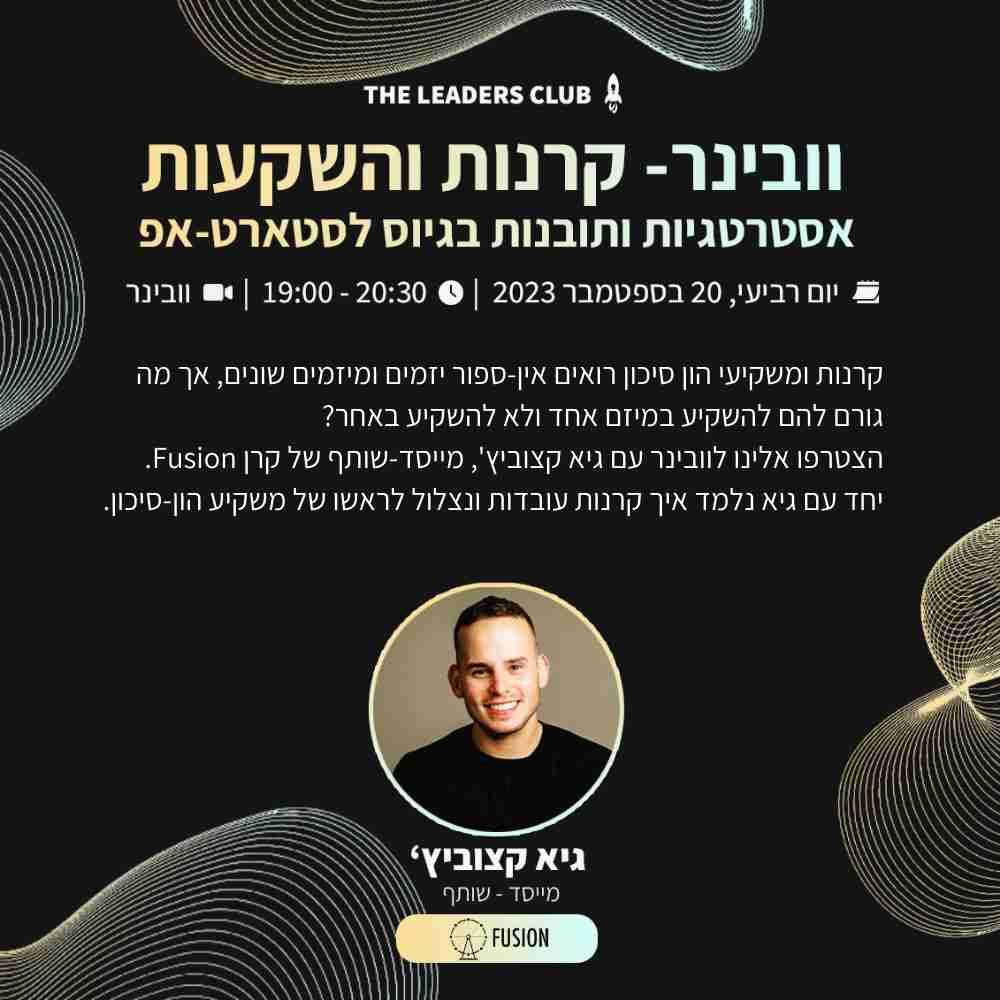 THE LEADERS CLUB
וובינר- קרנות והשקעות
אסטרטגיות ותובנות בגיוס לסטארט-אפ
יום רביעי, 20 בספטמבר 2023 | 19:00 - 20:30 | וובינר
קרנות ומשקיעי הון סיכון רואים אין-ספור יזמים ומיזמים שונים, אך מה
גורם להם להשקיע במיזם אחד ולא להשקיע באחר?
הצטרפו אלינו לוובינר עם גיא קצוביץ', מייסד-שותף של קרן Fusion.
יחד עם גיא נלמד איך קרנות עובדות ונצלול לראשו של משקיע הון-סיכון.
גיא קצוביץ‘
מייסד - שותף
FUSION